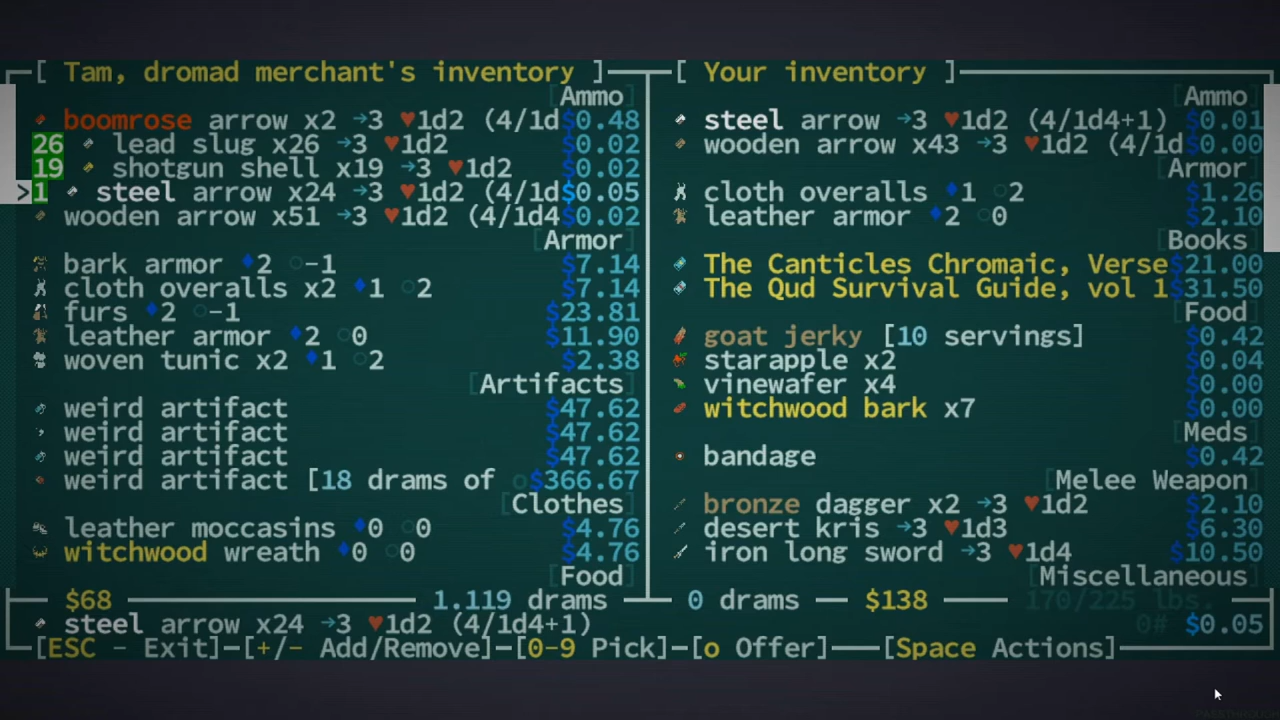 [ Tam, dromad merchant's inventory ]
[Ammo]
boomrose arrow x2 →3 ♥1d2 (4/1d$0.48
26 lead slug x26 →3 ♥1d2 $0.02
19 shotgun shell x19 →3 ♥1d2 $0.02
>1 steel arrow x24 →3 ♥1d2 (4/1d$0.05
wooden arrow x51 →3 ♥1d2 (4/1d4$0.02
[Armor]
bark armor ♦2 ○-1 $7.14
cloth overalls x2 ♦1 ○2 $7.14
furs ♦2 ○-1 $23.81
leather armor ♦2 ○0 $11.90
woven tunic x2 ♦1 ○2 $2.38
[Artifacts]
weird artifact $47.62
weird artifact $47.62
weird artifact $47.62
weird artifact [18 drams of o$366.67
[Clothes]
leather moccasins ♦0 ○0 $4.76
witchwood wreath ♦0 ○0 $4.76
[Food]
$68 1.119 drams
[ Your inventory ]
[Ammo]
steel arrow →3 ♥1d2 (4/1d4+1) $0.01
wooden arrow x43 →3 ♥1d2 (4/1d$0.00
[Armor]
cloth overalls ♦1 ○2 $1.26
leather armor ♦2 ○0 $2.10
[Books]
The Canticles Chromaic, Verse$21.00
The Qud Survival Guide, vol 1$31.50
[Food]
goat jerky [10 servings] $0.42
starapple x2 $0.04
vinewafer x4 $0.00
witchwood bark x7 $0.00
[Meds]
bandage $0.42
[Melee Weapon]
bronze dagger x2 →3 ♥1d2 $2.10
desert kris →3 ♥1d3 $6.30
iron long sword →3 ♥1d4 $10.50
[Miscellaneous]
0 drams $138 170/225 lbs.
steel arrow x24 →3 ♥1d2 (4/1d4+1) 0# $0.05
[ESC - Exit]-[+/- Add/Remove]-[0-9 Pick]-[o Offer] [Space Actions]